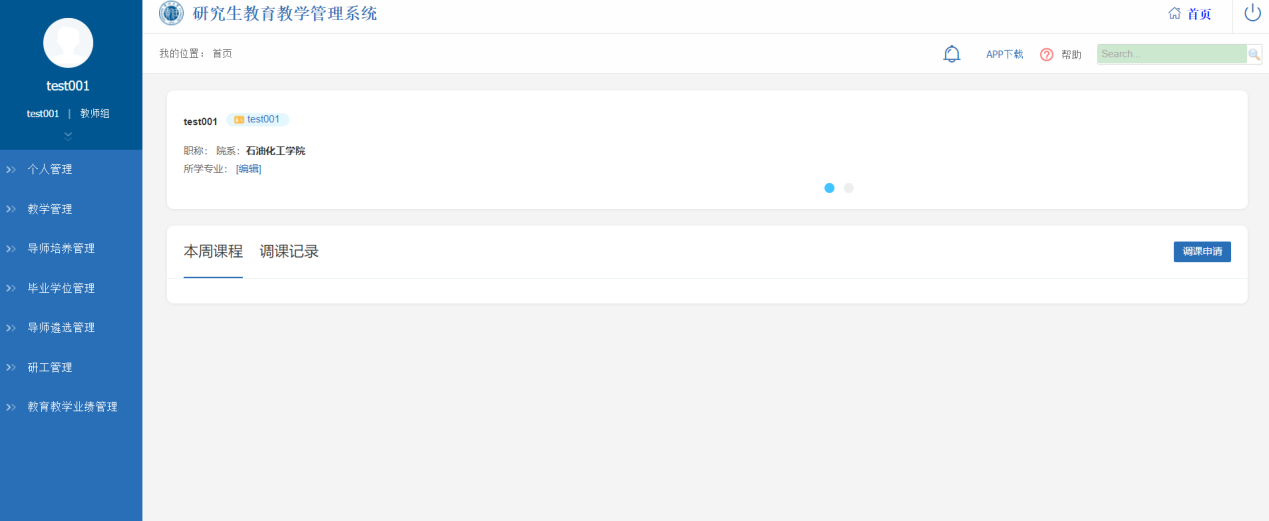 研究生教育教学管理系统
首页
我的位置： 首页
APP下载
帮助
Search...
test001
test001 | 教师组
个人管理
教学管理
导师培养管理
毕业学位管理
导师遴选管理
研工管理
教育教学业绩管理
test001 test001
职称： 院系：石油化工学院
所学专业： [编辑]
本周课程 调课记录
调课申请